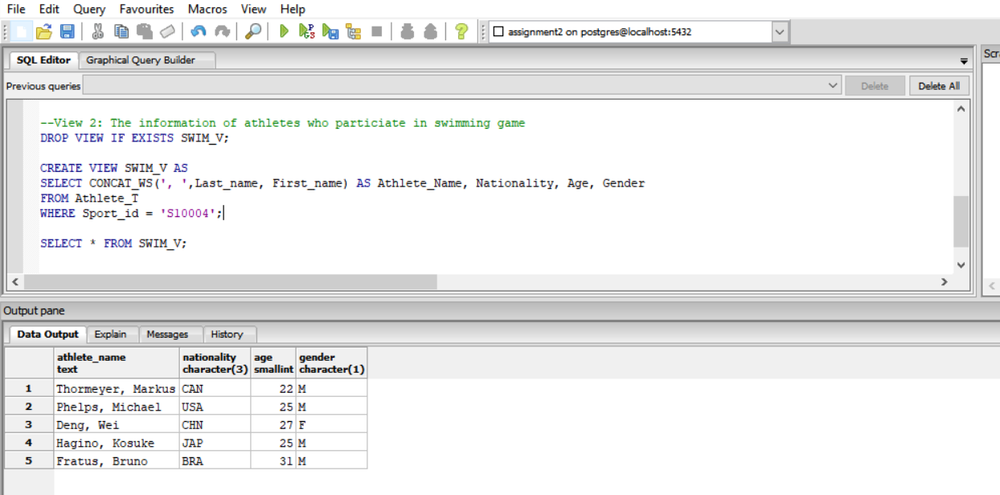 File Edit Query Favourites Macros View Help
assignment2 on postgres@localhost:5432
SQL Editor Graphical Query Builder
Scr
Previous queries Delete Delete All
--View 2: The information of athletes who particiate in swimming game
DROP VIEW IF EXISTS SWIM_V;
CREATE VIEW SWIM_V AS
SELECT CONCAT_WS(', ',Last_name, First_name) AS Athlete_Name, Nationality, Age, Gender
FROM Athlete_T
WHERE Sport_id = 'S10004';
SELECT * FROM SWIM_V;
Output pane
Data Output Explain Messages History
athlete_name nationality age gender
text character(3) smallint character(1)
1 Thormeyer, Markus CAN 22 M
2 Phelps, Michael USA 25 M
3 Deng, Wei CHN 27 F
4 Hagino, Kosuke JAP 25 M
5 Fratus, Bruno BRA 31 M